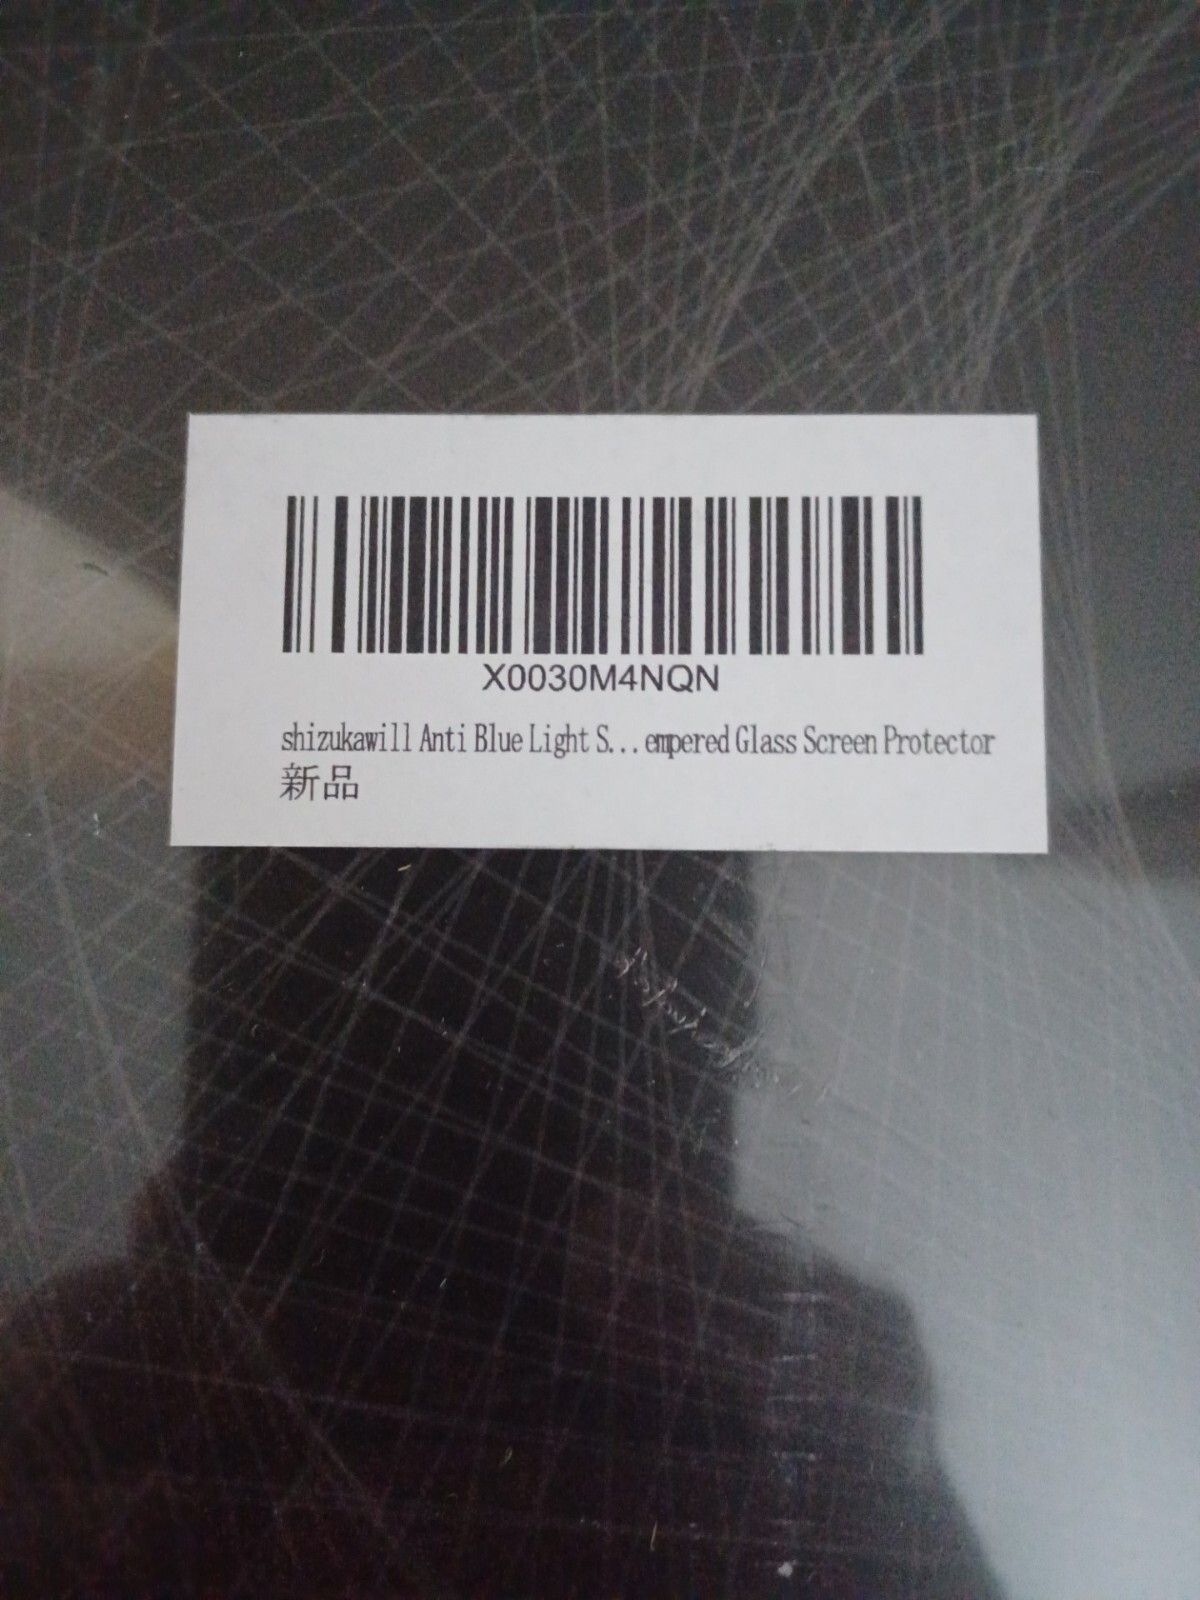 X0030M4NQN
shizukawill Anti Blue Light S...empered Glass Screen Protector
新品